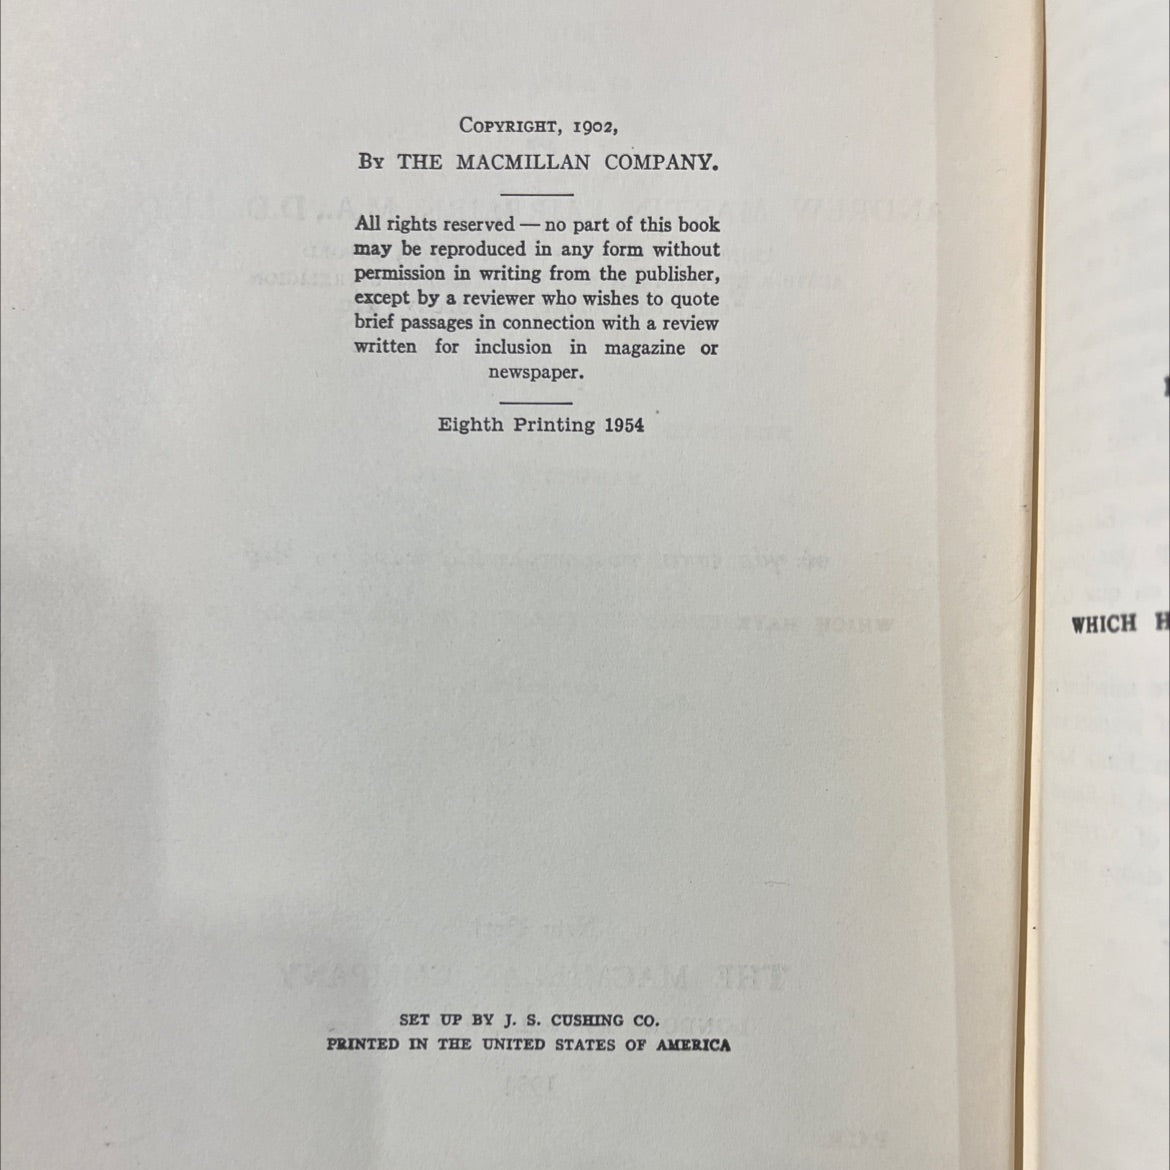 Copyright, 1902,
By THE MACMILLAN COMPANY.
All rights reserved — no part of this book
may be reproduced in any form without
permission in writing from the publisher,
except by a reviewer who wishes to quote
brief passages in connection with a review
written for inclusion in magazine or
newspaper.
Eighth Printing 1954
SET UP BY J. S. CUSHING CO.
PRINTED IN THE UNITED STATES OF AMERICA
WHICH H